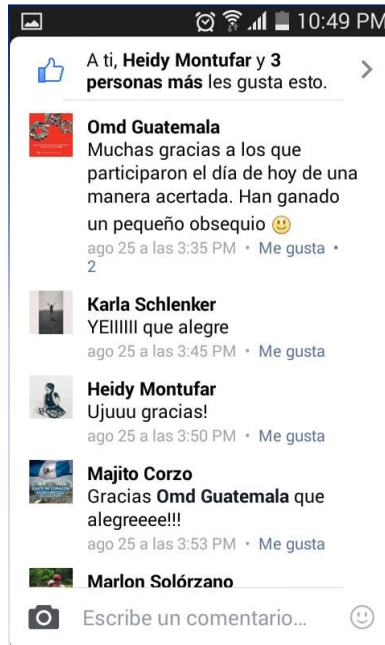 10:49 PM
A ti, Heidy Montufar y 3
personas más les gusta esto.
Omd Guatemala
Muchas gracias a los que
participaron el día de hoy de una
manera acertada. Han ganado
un pequeño obsequio
ago 25 a las 3:35 PM • Me gusta •
2
Karla Schlenker
YEIIIIII que alegre
ago 25 a las 3:45 PM • Me gusta
Heidy Montufar
Ujuuu gracias!
ago 25 a las 3:50 PM • Me gusta
Majito Corzo
Gracias Omd Guatemala que
alegreeee!!!
ago 25 a las 3:53 PM • Me gusta
Marlon Solórzano
Escribe un comentario...